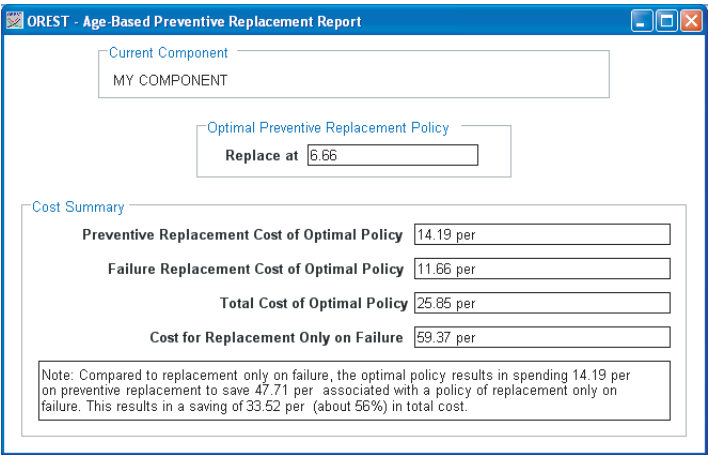 OREST - Age-Based Preventive Replacement Report
Current Component
MY COMPONENT
Optimal Preventive Replacement Policy
Replace at 6.66
Cost Summary
Preventive Replacement Cost of Optimal Policy 14.19 per
Failure Replacement Cost of Optimal Policy 11.66 per
Total Cost of Optimal Policy 25.85 per
Cost for Replacement Only on Failure 59.37 per
Note: Compared to replacement only on failure, the optimal policy results in spending 14.19 per
on preventive replacement to save 47.71 per associated with a policy of replacement only on
failure. This results in a saving of 33.52 per (about 56%) in total cost.